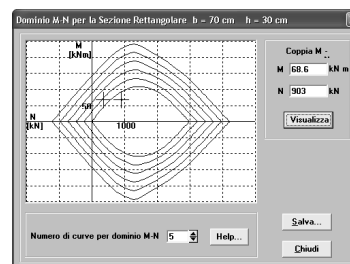 Dominio M-N per la Sezione Rettangolare b = 70 cm h = 30 cm
M
[kNm]
N
[kN]
1000
Coppia M -
M 68.6 kN m
N 903 kN
Visualizza
Numero di curve per dominio M-N 5 Help...
Salva...
Chiudi